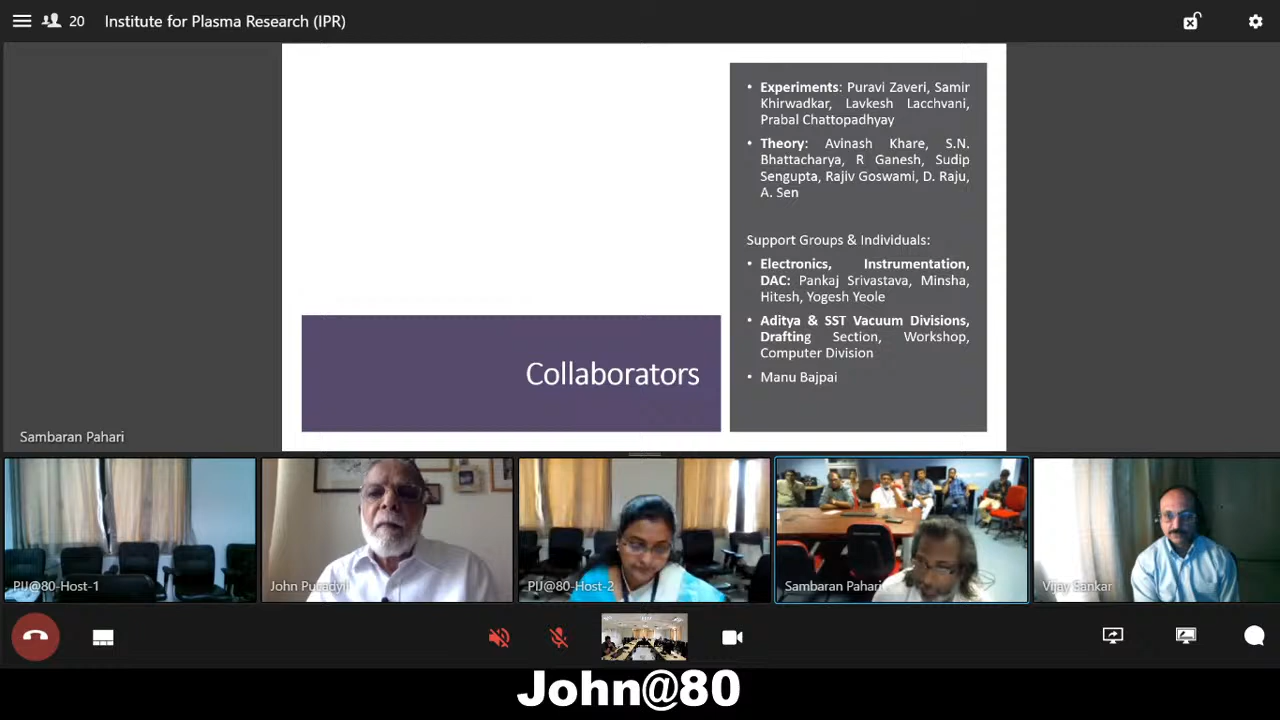 20 Institute for Plasma Research (IPR)
• Experiments: Puravi Zaveri, Samir
Khirwadkar, Lavkesh Lacchvani,
Prabal Chattopadhyay
• Theory: Avinash Khare, S.N.
Bhattacharya, R Ganesh, Sudip
Sengupta, Rajiv Goswami, D. Raju,
A. Sen
Support Groups & Individuals:
• Electronics, Instrumentation,
DAC: Pankaj Srivastava, Minsha,
Hitesh, Yogesh Yeole
• Aditya & SST Vacuum Divisions,
Drafting Section, Workshop,
Computer Division
• Manu Bajpai
Collaborators
Sambaran Pahari
PIJ@80-Host-1
John Pucadyil
PIJ@80-Host-2
Sambaran Pahari
Vijay Sankar
John@80